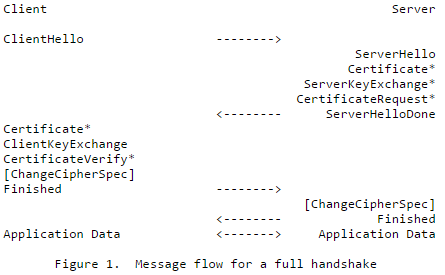 Client                                               Server
ClientHello                  -------->
ServerHello
Certificate*
ServerKeyExchange*
CertificateRequest*
<--------      ServerHelloDone
Certificate*
ClientKeyExchange
CertificateVerify*
[ChangeCipherSpec]
Finished                     -------->
[ChangeCipherSpec]
<--------             Finished
Application Data             <------->     Application Data
Figure 1.  Message flow for a full handshake